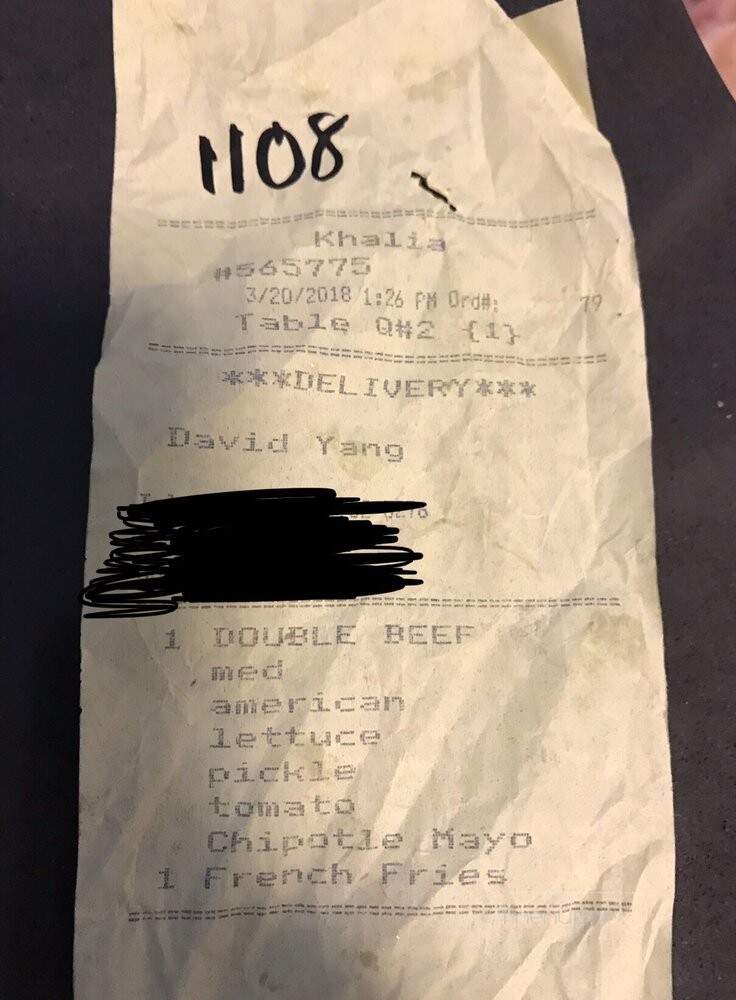 1108
Khalia
#565775
3/20/2018 1:26 PM Ord#: 79
Table Q#2 {1}
***DELIVERY***
David Yang
1 DOUBLE BEEF
med
american
lettuce
pickle
tomato
Chipotle Mayo
1 French Fries